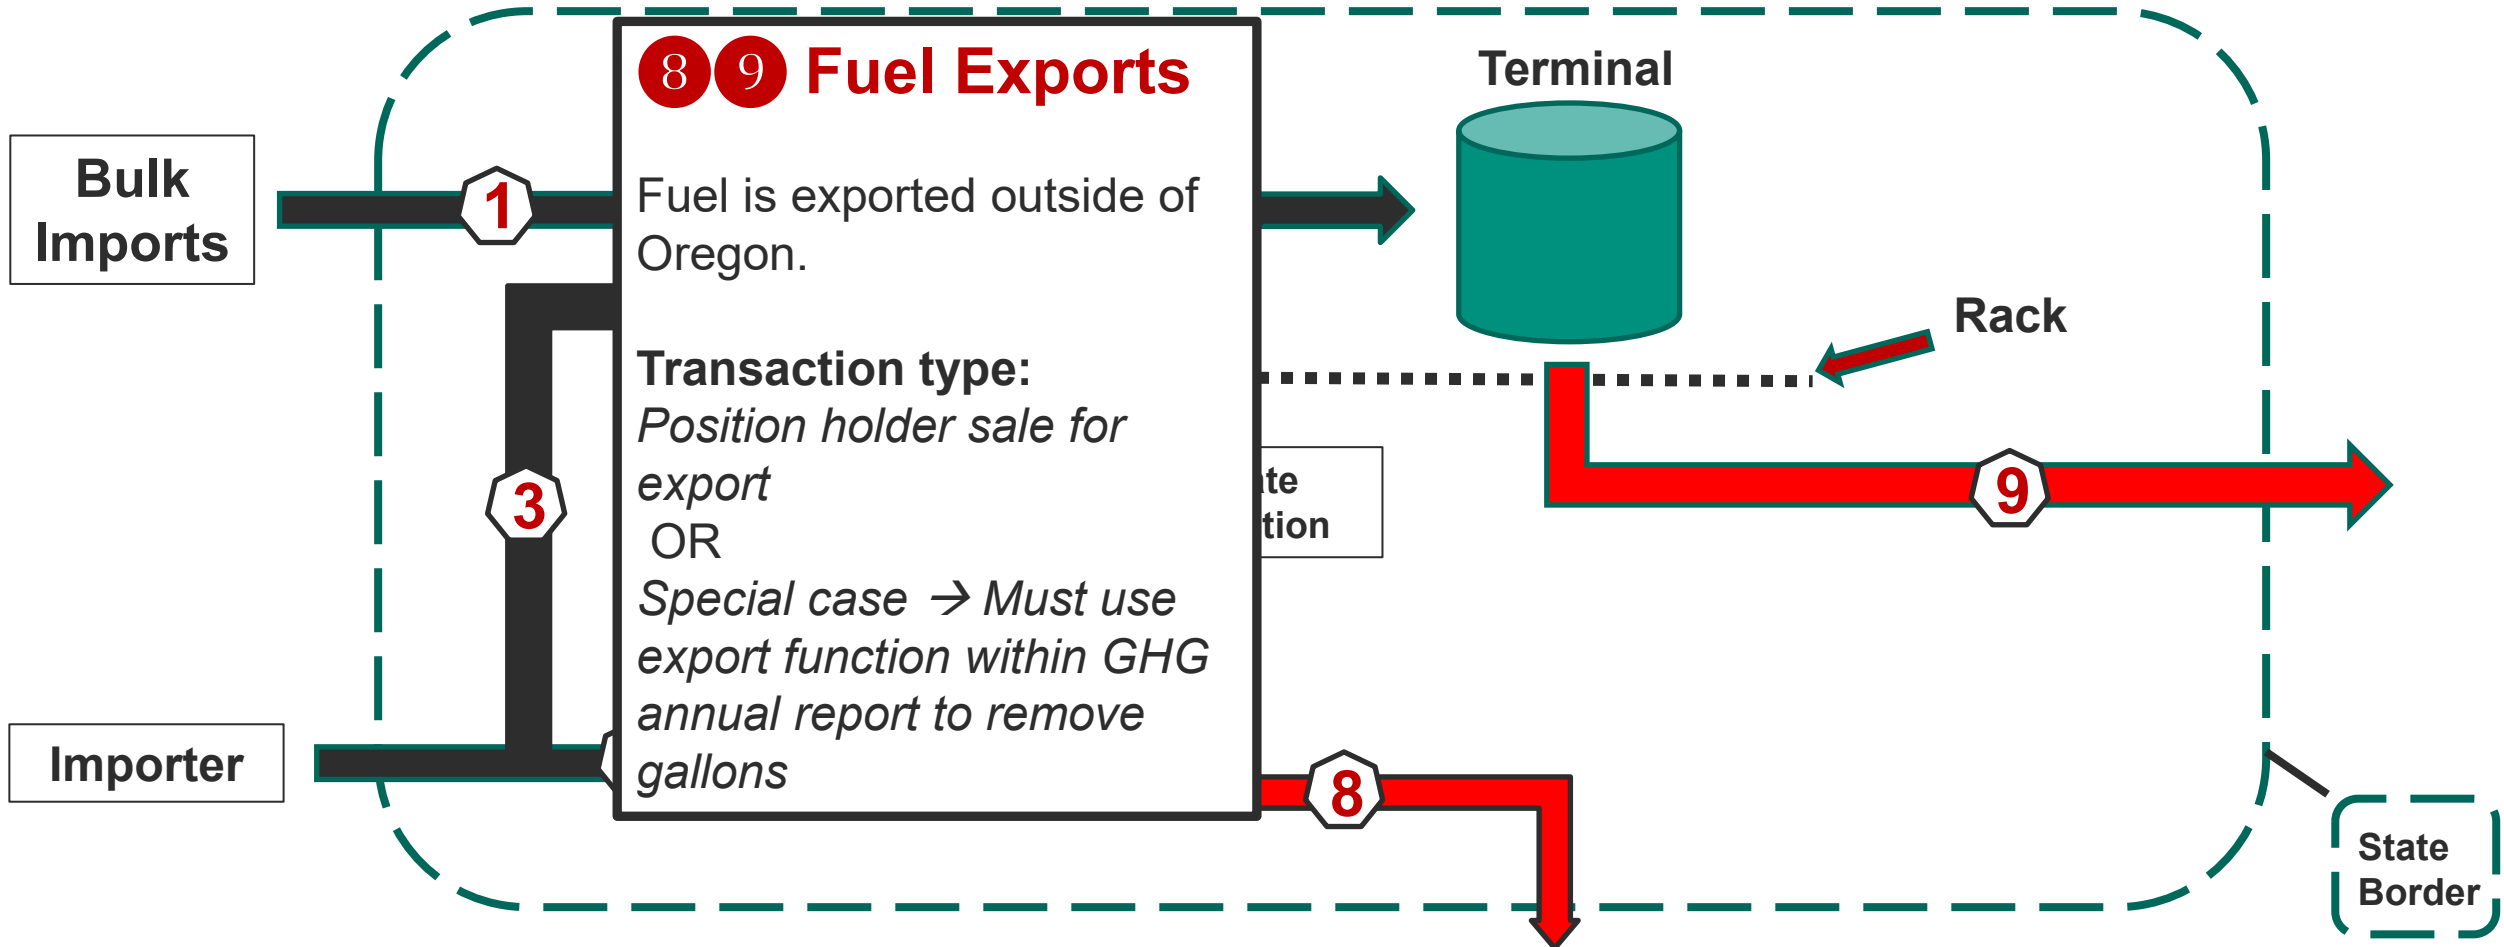 ❽❾ Fuel Exports
Fuel is exported outside of
Oregon.
Transaction type:
Position holder sale for
export
OR
Special case → Must use
export function within GHG
annual report to remove
gallons
Terminal
Bulk
Imports
1
Rack
3
9
Importer
8
State
Border